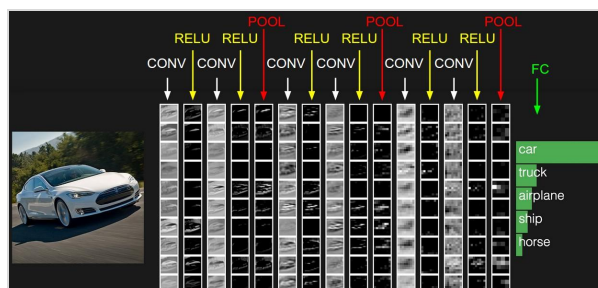 POOL POOL POOL
RELU RELU RELU RELU RELU RELU
CONV CONV CONV CONV CONV CONV
FC
car
truck
airplane
ship
horse